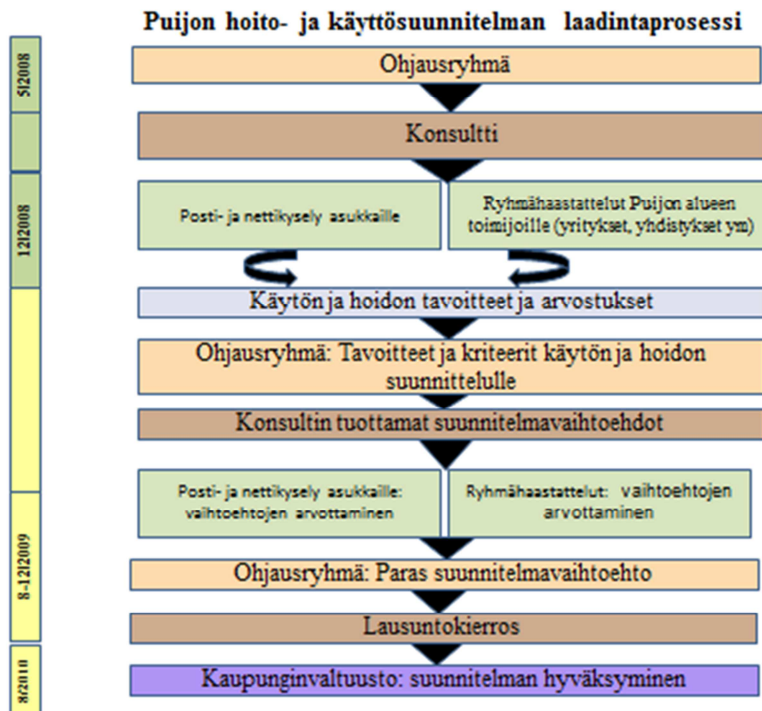 Puijon hoito- ja käyttösuunnitelman laadintaprosessi
5|2008
Ohjausryhmä
Konsultti
12|2008
Posti- ja nettikysely asukkaille
Ryhmähaastattelut Puijon alueen
toimijoille (yritykset, yhdistykset ym)
Käytön ja hoidon tavoitteet ja arvostukset
Ohjausryhmä: Tavoitteet ja kriteerit käytön ja hoidon
suunnittelulle
Konsultin tuottamat suunnitelmavaihtoehdot
Posti- ja nettikysely asukkaille:
vaihtoehtojen arvottaminen
Ryhmähaastattelut: vaihtoehtojen
arvottaminen
8-12|2009
Ohjausryhmä: Paras suunnitelmavaihtoehto
Lausuntokierros
8/2010
Kaupunginvaltuusto: suunnitelman hyväksyminen